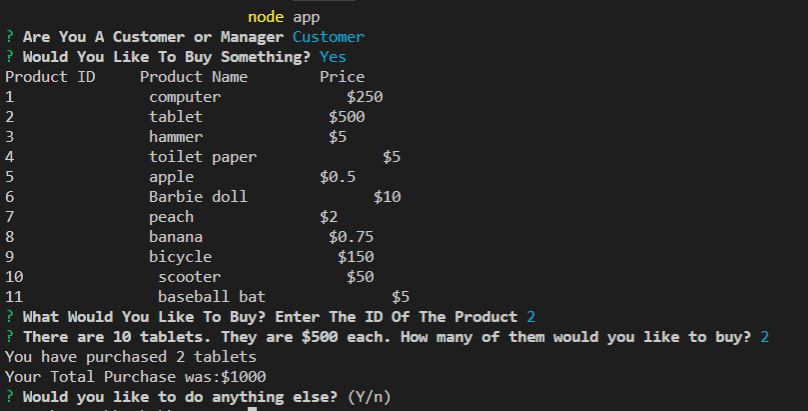 node app
? Are You A Customer or Manager Customer
? Would You Like To Buy Something? Yes
Product ID     Product Name        Price
1               computer              $250
2               tablet              $500
3               hammer              $5
4               toilet paper              $5
5               apple              $0.5
6               Barbie doll              $10
7               peach              $2
8               banana              $0.75
9               bicycle              $150
10               scooter              $50
11               baseball bat              $5
? What Would You Like To Buy? Enter The ID Of The Product 2
? There are 10 tablets. They are $500 each. How many of them would you like to buy? 2
You have purchased 2 tablets
Your Total Purchase was:$1000
? Would you like to do anything else? (Y/n)